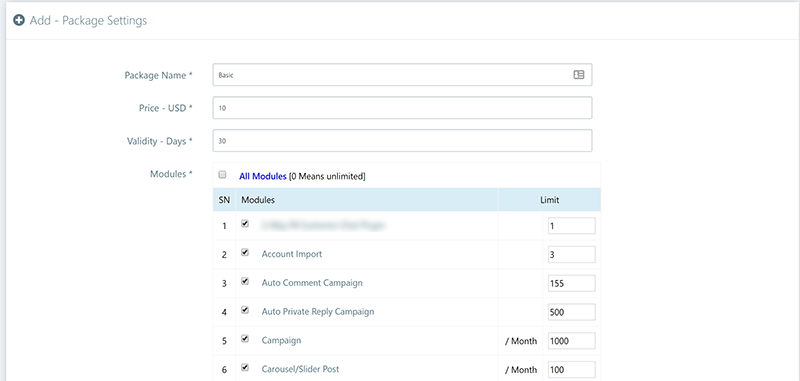 Add - Package Settings
Package Name * Basic
Price - USD * 10
Validity - Days * 30
Modules * All Modules [0 Means unlimited]
SN Modules Limit
1 1
2 Account Import 3
3 Auto Comment Campaign 155
4 Auto Private Reply Campaign 500
5 Campaign / Month 1000
6 Carousel/Slider Post / Month 100